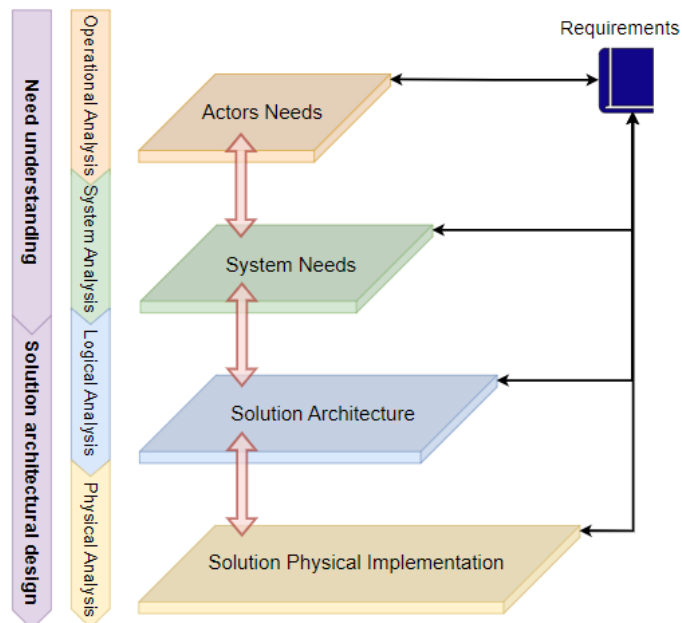 Requirements
Need understanding
Solution architectural design
Operational Analysis
System Analysis
Logical Analysis
Physical Analysis
Actors Needs
System Needs
Solution Architecture
Solution Physical Implementation